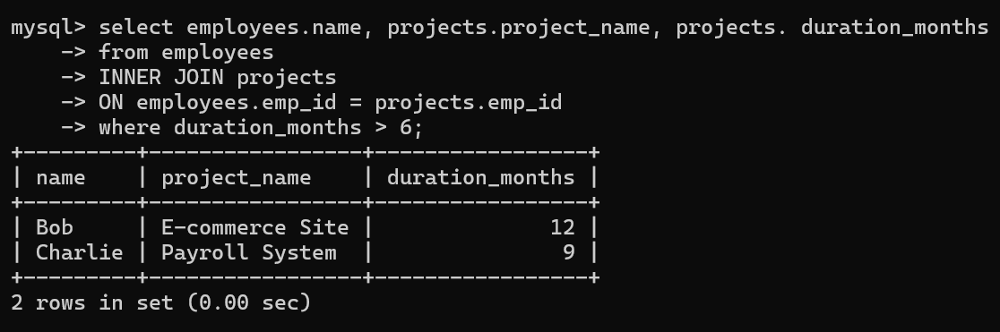 mysql> select employees.name, projects.project_name, projects. duration_months
    -> from employees
    -> INNER JOIN projects
    -> ON employees.emp_id = projects.emp_id
    -> where duration_months > 6;
+---------+-----------------+-----------------+
| name    | project_name    | duration_months |
+---------+-----------------+-----------------+
| Bob     | E-commerce Site |              12 |
| Charlie | Payroll System  |               9 |
+---------+-----------------+-----------------+
2 rows in set (0.00 sec)